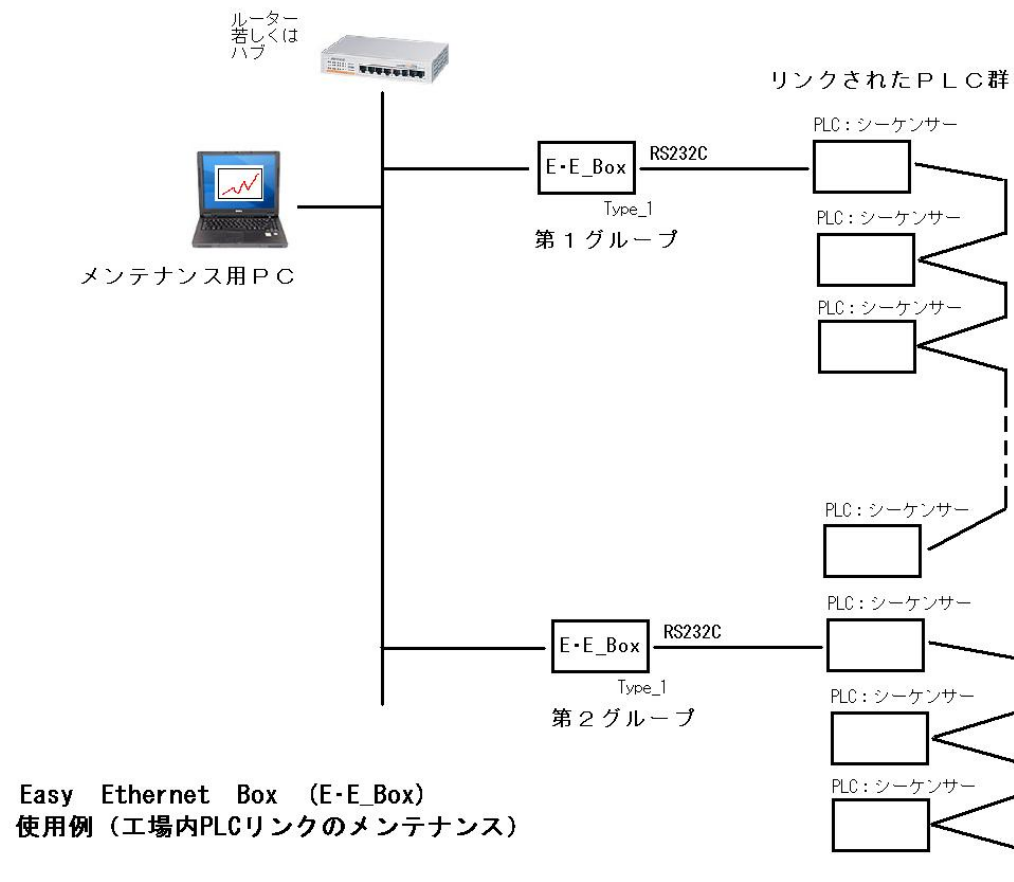 ルーター
若しくは
ハブ
リンクされたＰＬＣ群
PLC：シーケンサー
E・E_Box
RS232C
Type_1
第１グループ
PLC：シーケンサー
メンテナンス用ＰＣ
PLC：シーケンサー
PLC：シーケンサー
PLC：シーケンサー
E・E_Box
RS232C
Type_1
第２グループ
PLC：シーケンサー
PLC：シーケンサー
Easy Ethernet Box (E・E_Box)
使用例（工場内PLCリンクのメンテナンス）